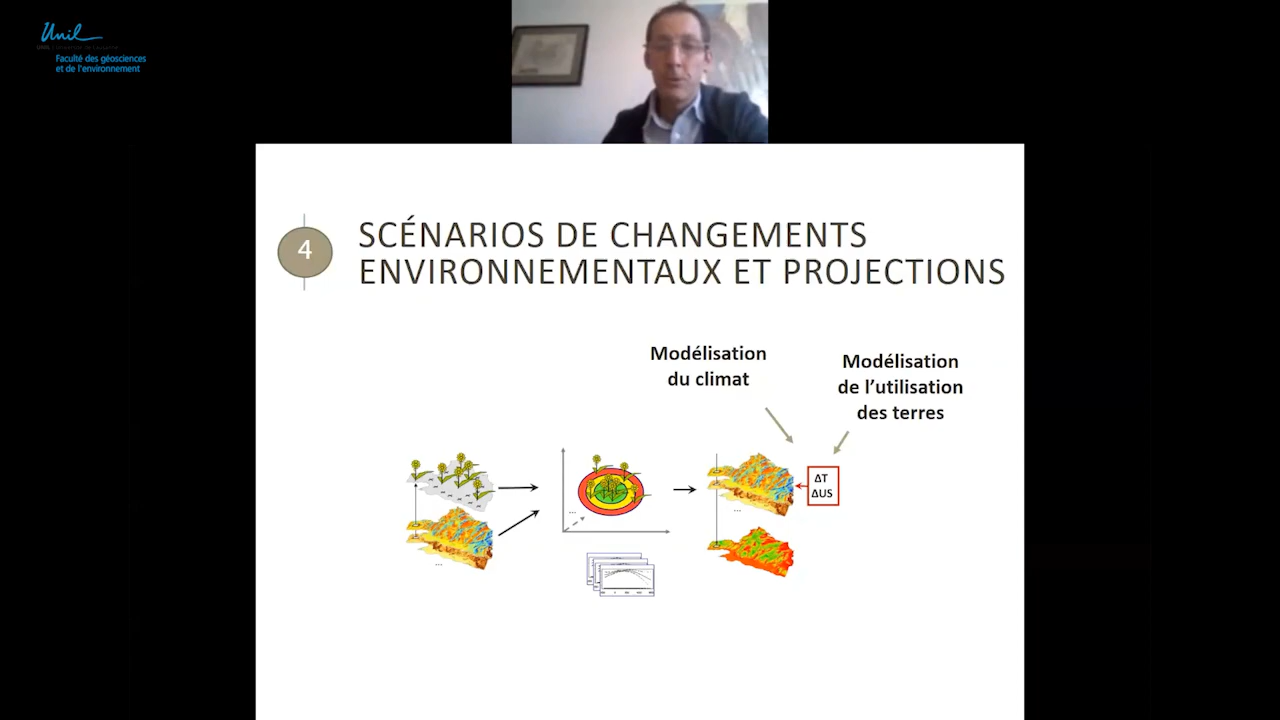 Unil
Faculté des géosciences
et de l'environnement
4
SCÉNARIOS DE CHANGEMENTS
ENVIRONNEMENTAUX ET PROJECTIONS
Modélisation
du climat
Modélisation
de l’utilisation
des terres
ΔT
ΔUS
...
...
...